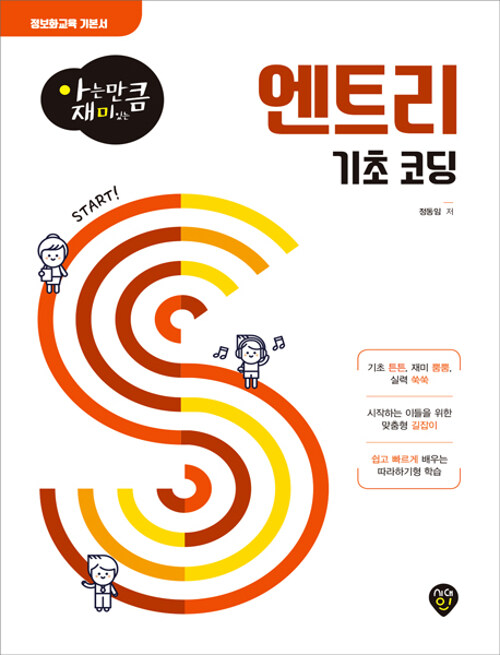 정보화교육 기본서
아는만큼
재미있는
엔트리
기초 코딩
정동임 저
START!
기초 튼튼, 재미 뿜뿜,
실력 쑥쑥
시작하는 이들을 위한
맞춤형 길잡이
쉽고 빠르게 배우는
따라하기형 학습
시대
인